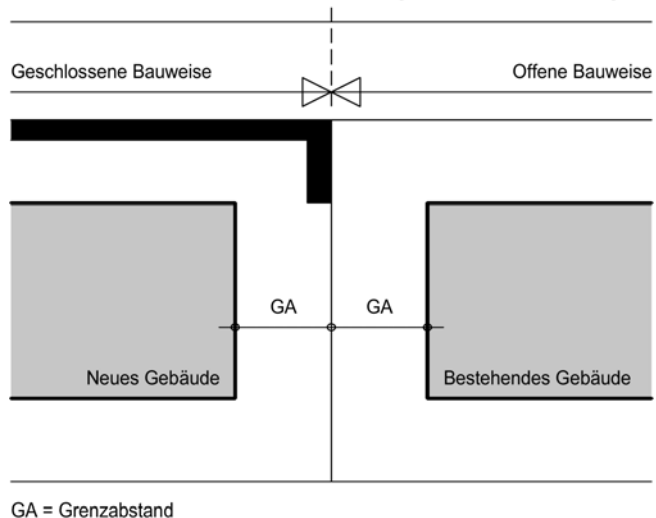 Geschlossene Bauweise
Offene Bauweise
GA
GA
Neues Gebäude
Bestehendes Gebäude
GA = Grenzabstand